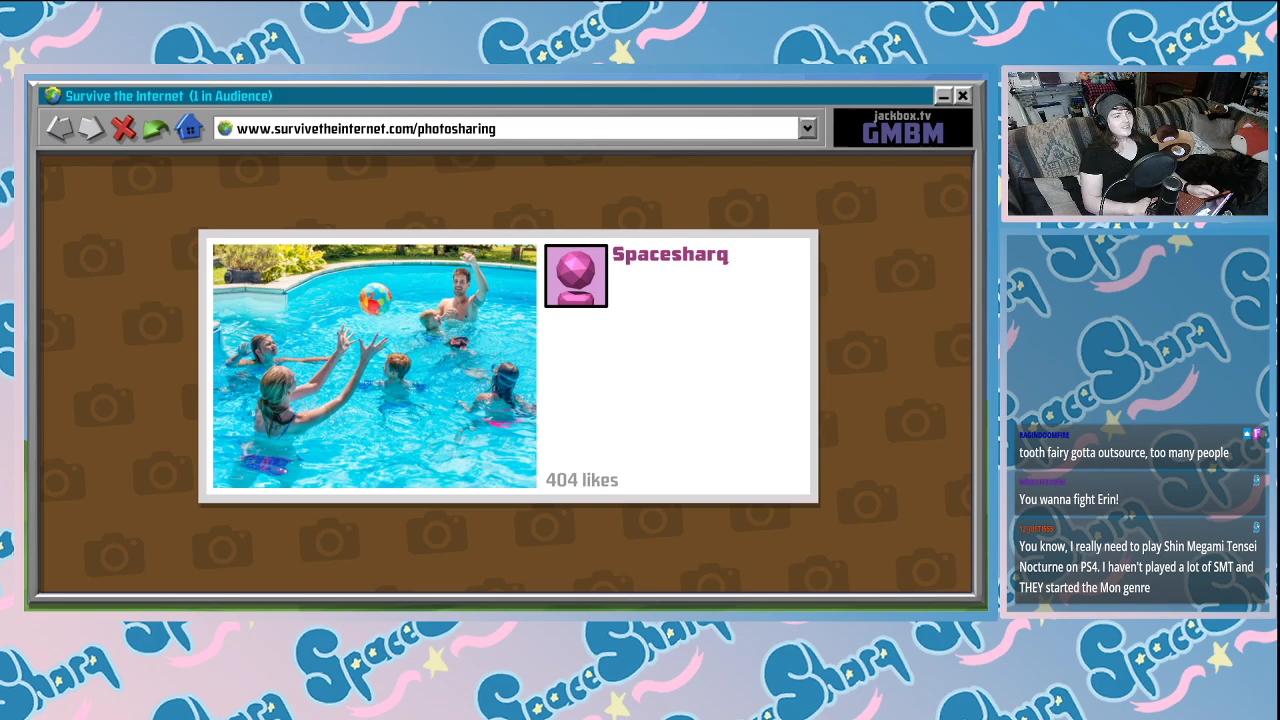 Survive the Internet (1 in Audience)
www.survivetheinternet.com/photosharing
jackbox.tv
GMBM
Spacesharq
404 likes
RAGINDOOMFIRE
tooth fairy gotta outsource, too many people
You wanna fight Erin!
You know, I really need to play Shin Megami Tensei
Nocturne on PS4. I haven't played a lot of SMT and
THEY started the Mon genre
SpaceSharq